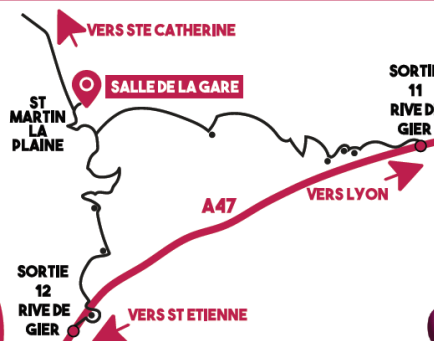 VERS STE CATHERINE
SALLE DE LA GARE
ST
MARTIN
LA
PLAINE
SORTIE
11
RIVE DE
GIER
VERS LYON
A47
SORTIE
12
RIVE DE
GIER
VERS ST ETIENNE